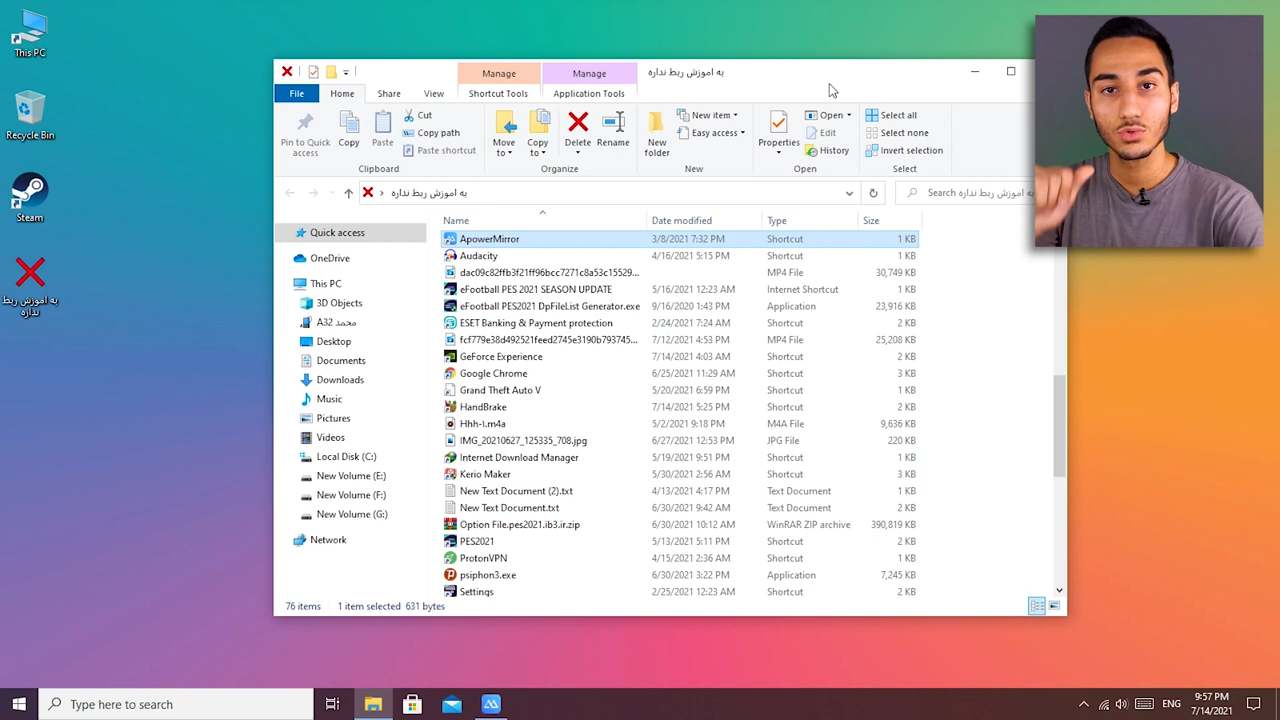 This PC
Recycle Bin
Steam
به اموزش ربط
نداره
Manage
Manage
به اموزش ربط نداره
File
Home
Share
View
Shortcut Tools
Application Tools
Pin to Quick
access
Copy
Paste
Cut
Copy path
Paste shortcut
Clipboard
Move
to
Copy
to
Delete
Rename
Organize
New
folder
New item
Easy access
New
Properties
Open
Edit
History
Open
Select all
Select none
Invert selection
Select
به اموزش ربط نداره
Search به اموزش ربط نداره
Quick access
OneDrive
This PC
3D Objects
محمد A32
Desktop
Documents
Downloads
Music
Pictures
Videos
Local Disk (C:)
New Volume (E:)
New Volume (F:)
New Volume (G:)
Network
Name Date modified Type Size
ApowerMirror 3/8/2021 7:32 PM Shortcut 1 KB
Audacity 4/16/2021 5:15 PM Shortcut 1 KB
dac09c82ffb3f21ff96bcc7271c8a53c15529... MP4 File 30,749 KB
eFootball PES 2021 SEASON UPDATE 5/16/2021 12:23 AM Internet Shortcut 1 KB
eFootball PES2021 DpFileList Generator.exe 9/16/2020 1:43 PM Application 23,916 KB
ESET Banking & Payment protection 2/24/2021 7:24 AM Shortcut 2 KB
fcf779e38d492521feed2745e3190b793745... 7/12/2021 4:53 PM MP4 File 25,208 KB
GeForce Experience 7/14/2021 4:03 AM Shortcut 2 KB
Google Chrome 6/25/2021 11:29 AM Shortcut 3 KB
Grand Theft Auto V 5/20/2021 6:59 PM Shortcut 1 KB
HandBrake 7/14/2021 5:25 PM Shortcut 2 KB
Hhh-۱.m4a 5/2/2021 9:18 PM M4A File 9,636 KB
IMG_20210627_125335_708.jpg 6/27/2021 12:53 PM JPG File 220 KB
Internet Download Manager 5/19/2021 9:51 PM Shortcut 1 KB
Kerio Maker 5/30/2021 2:56 AM Shortcut 3 KB
New Text Document (2).txt 4/13/2021 4:17 PM Text Document 1 KB
New Text Document.txt 6/30/2021 9:42 AM Text Document 2 KB
Option File.pes2021.ib3.ir.zip 6/30/2021 10:12 AM WinRAR ZIP archive 390,819 KB
PES2021 5/13/2021 5:11 PM Shortcut 2 KB
ProtonVPN 4/15/2021 2:36 AM Shortcut 1 KB
psiphon3.exe 6/30/2021 3:22 PM Application 7,245 KB
Settings 2/25/2021 12:23 AM Shortcut 2 KB
76 items 1 item selected 631 bytes
Type here to search
ENG
9:57 PM
7/14/2021